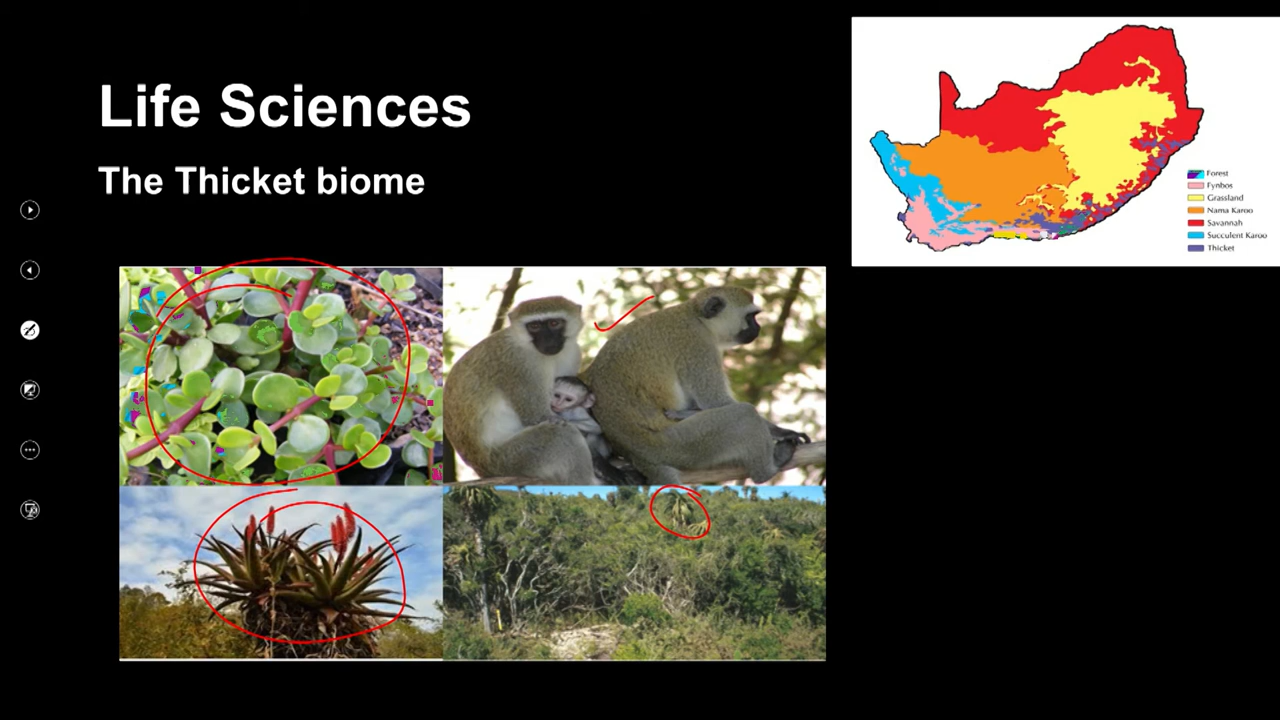 Life Sciences
The Thicket biome
Forest
Fynbos
Grassland
Nama Karoo
Savannah
Succulent Karoo
Thicket